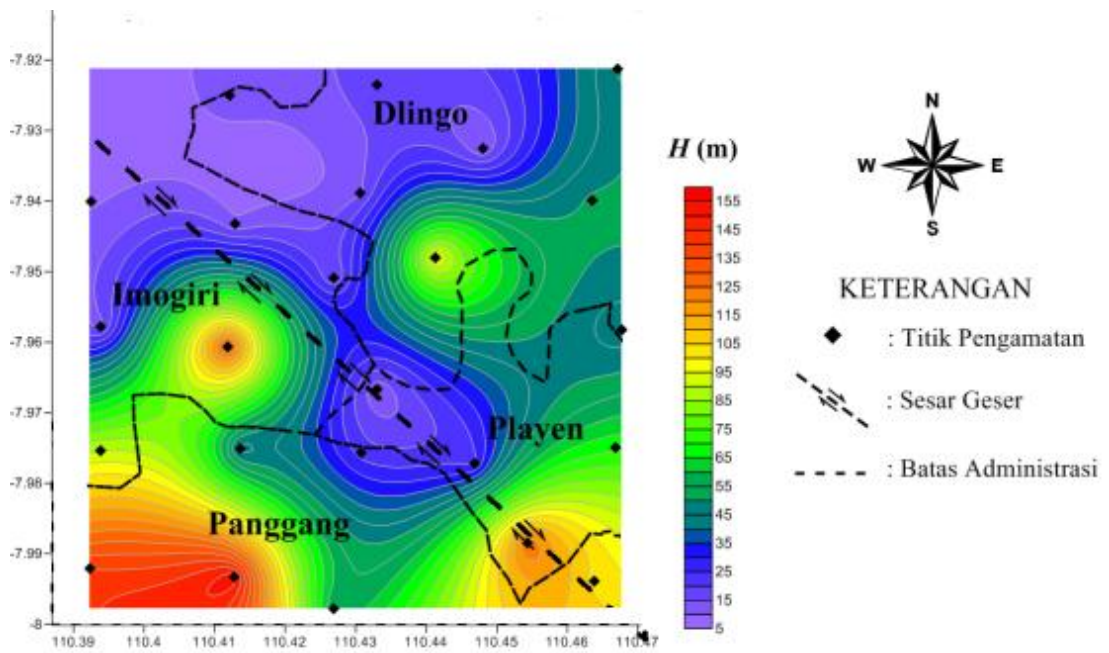 -7.92
-7.93
-7.94
-7.95
-7.96
-7.97
-7.98
-7.99
-8
110.39 110.4 110.41 110.42 110.43 110.44 110.45 110.46 110.47
Dlingo
Imogiri
Playen
Panggang
H (m)
155
145
135
125
115
105
95
85
75
65
55
45
35
25
15
5
N
W E
S
KETERANGAN
: Titik Pengamatan
: Sesar Geser
: Batas Administrasi